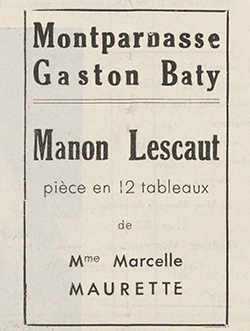 Montparnasse
Gaston Baty
Manon Lescaut
pièce en 12 tableaux
de
Mme Marcelle
MAURETTE